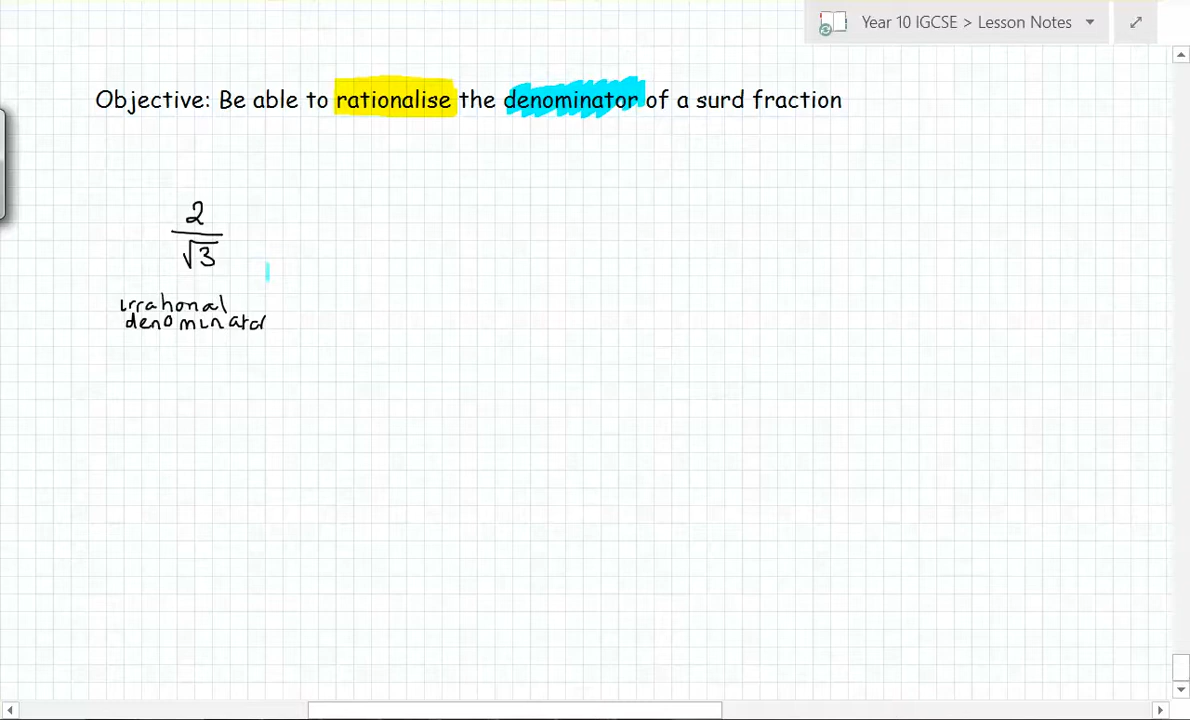 Year 10 IGCSE > Lesson Notes
Objective: Be able to rationalise the denominator of a surd fraction
2
√3
irrational
denominator